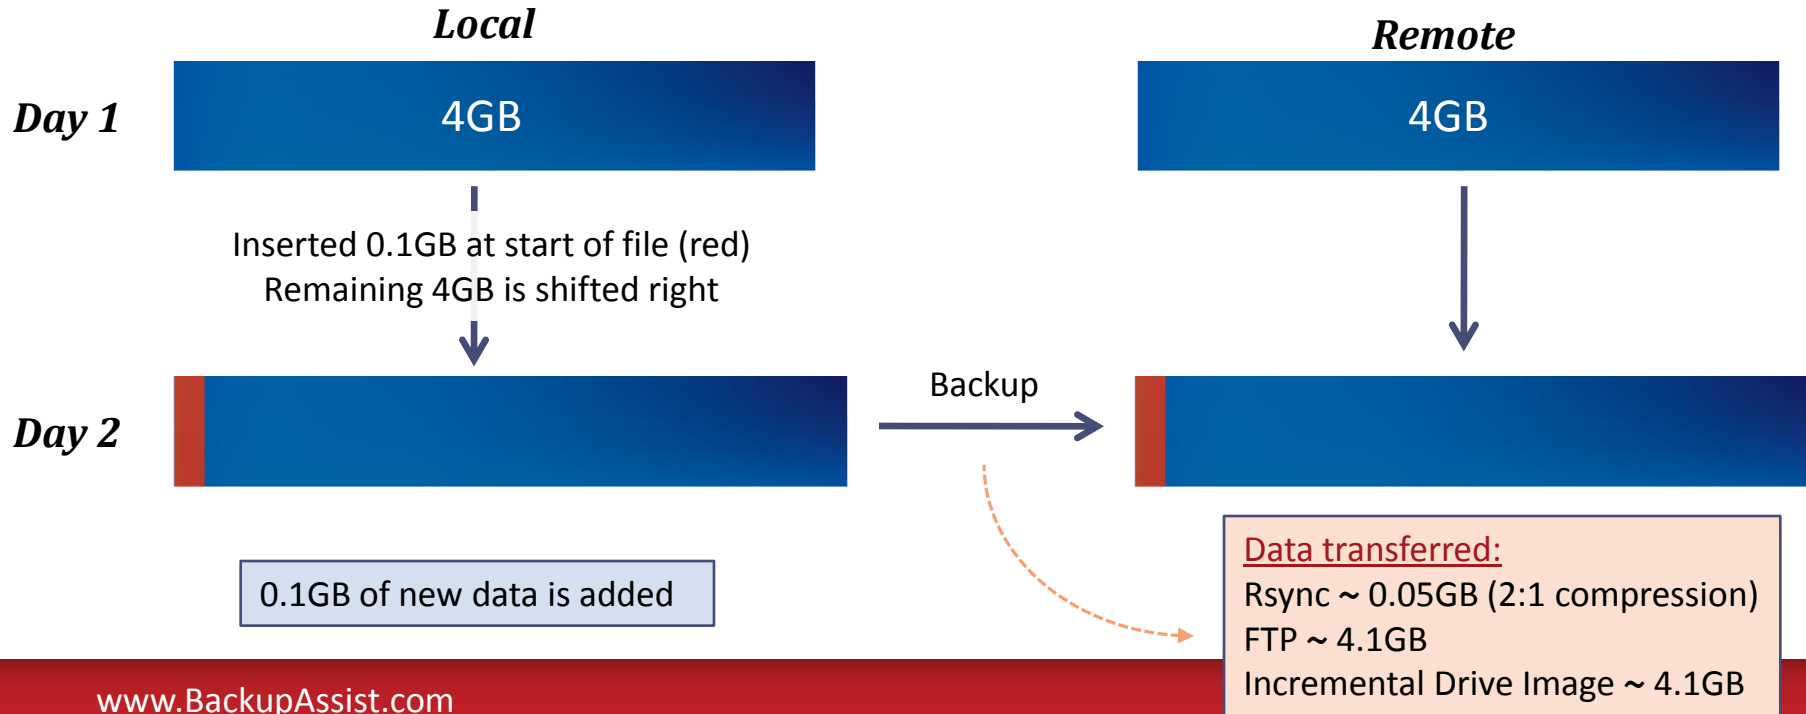 Local
Remote
Day 1
4GB
4GB
Inserted 0.1GB at start of file (red)
Remaining 4GB is shifted right
Day 2
Backup
0.1GB of new data is added
Data transferred:
Rsync ~ 0.05GB (2:1 compression)
FTP ~ 4.1GB
Incremental Drive Image ~ 4.1GB
www.BackupAssist.com